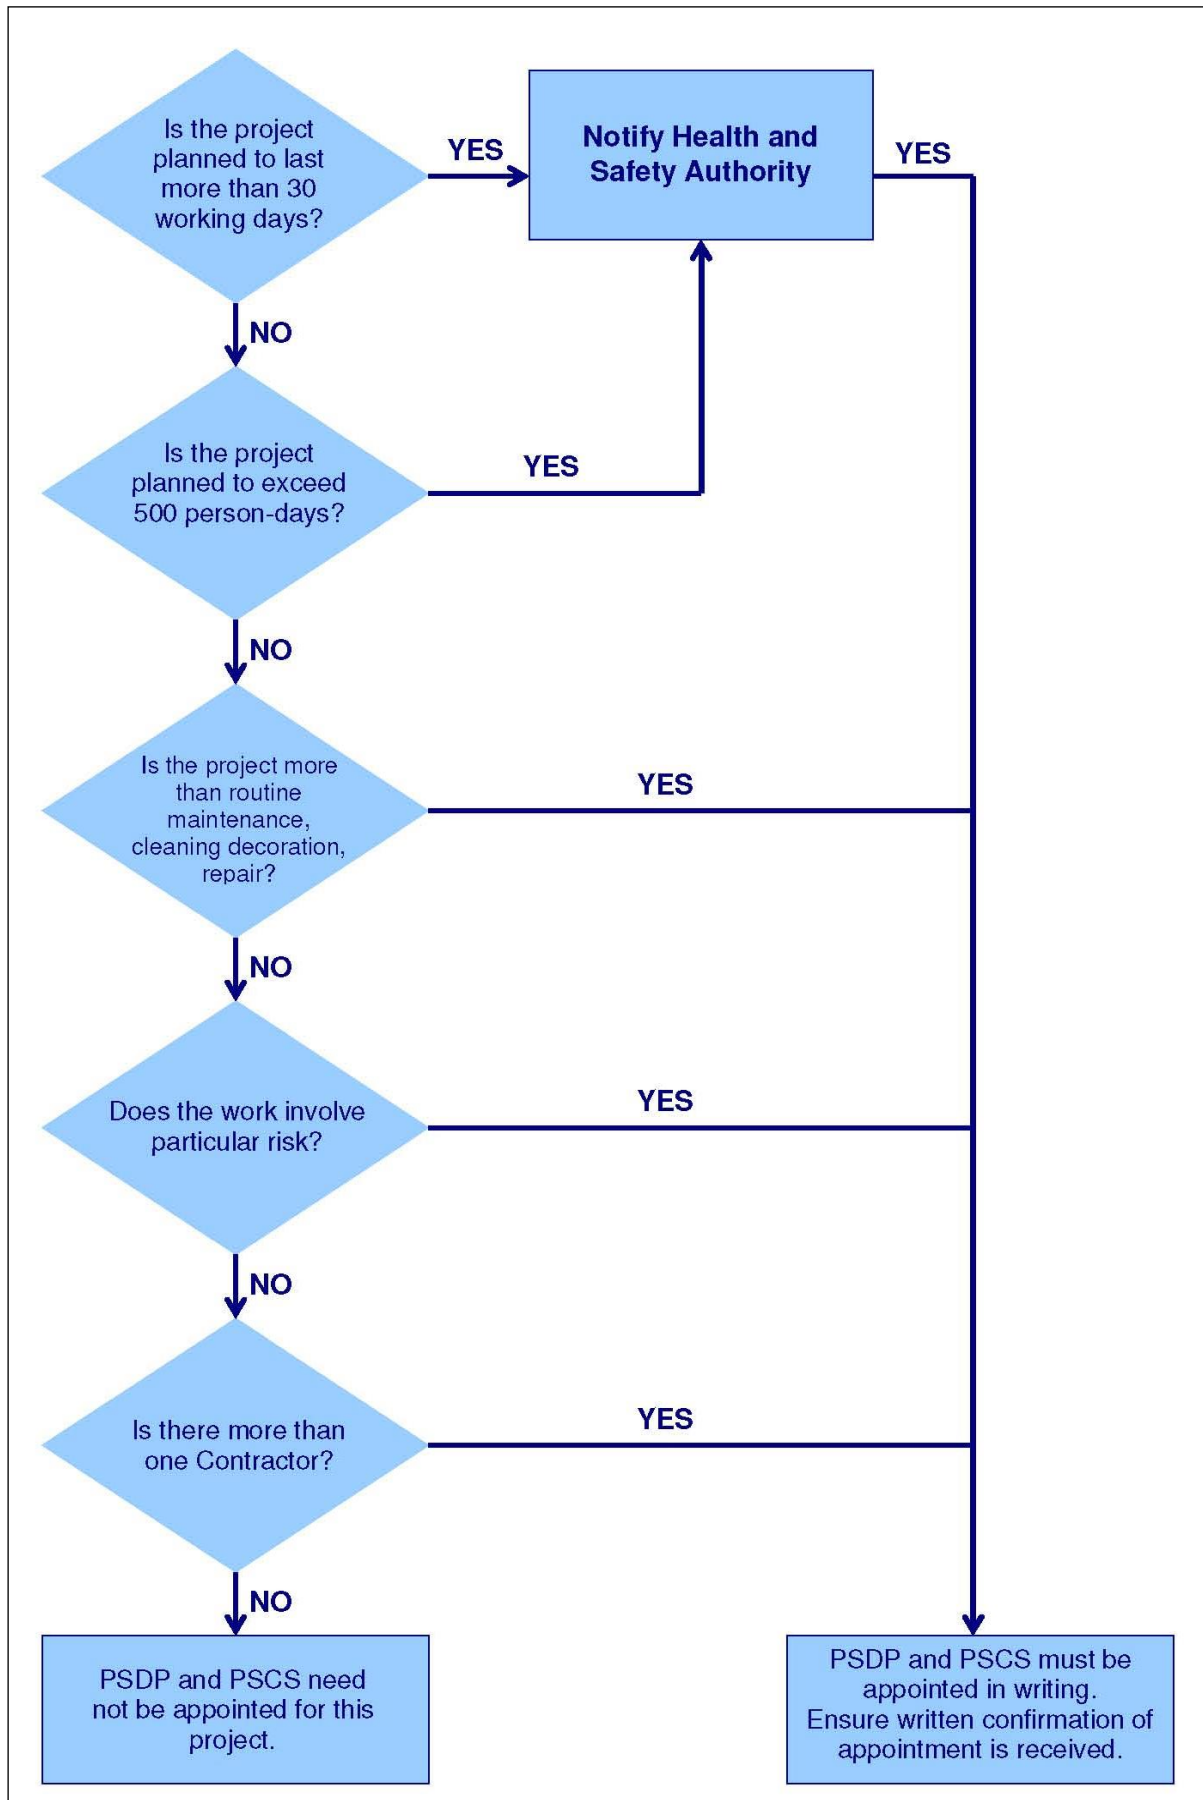 Is the project
planned to last
more than 30
working days?
YES
Notify Health and
Safety Authority
YES
NO
Is the project
planned to exceed
500 person-days?
YES
NO
Is the project more
than routine
maintenance,
cleaning decoration,
repair?
YES
NO
Does the work involve
particular risk?
YES
NO
Is there more than
one Contractor?
YES
NO
PSDP and PSCS need
not be appointed for this
project.
PSDP and PSCS must be
appointed in writing.
Ensure written confirmation of
appointment is received.